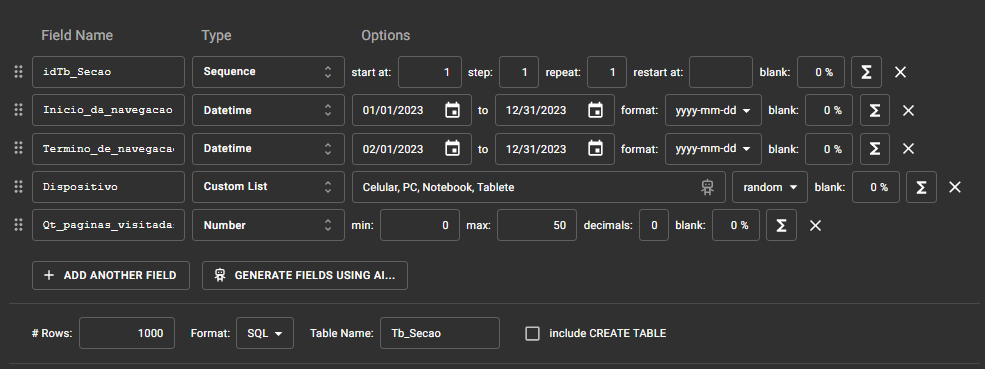 Field Name Type Options
idTb_Secao Sequence start at: 1 step: 1 repeat: 1 restart at: blank: 0 % Σ
Inicio_da_navegacao Datetime 01/01/2023 to 12/31/2023 format: yyyy-mm-dd blank: 0 % Σ
Termino_de_navegaca Datetime 02/01/2023 to 12/31/2023 format: yyyy-mm-dd blank: 0 % Σ
Dispositivo Custom List Celular, PC, Notebook, Tablete random blank: 0 % Σ
Qt_paginas_visitadas Number min: 0 max: 50 decimals: 0 blank: 0 % Σ
+ ADD ANOTHER FIELD GENERATE FIELDS USING AI...
# Rows: 1000 Format: SQL Table Name: Tb_Secao include CREATE TABLE